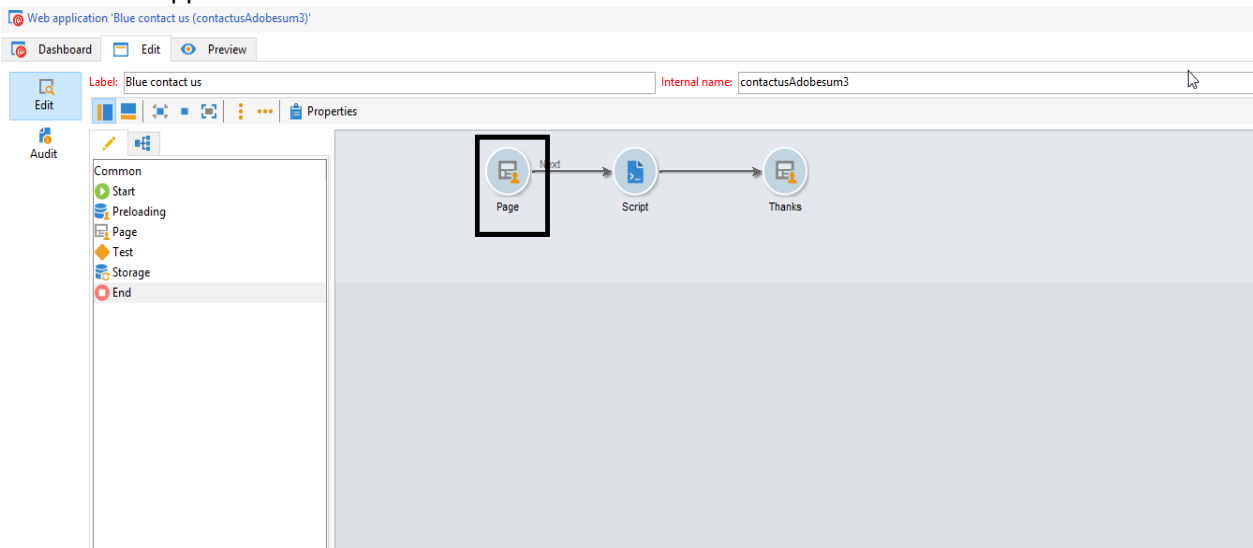 Web application 'Blue contact us (contactusAdobesum3)'
Dashboard Edit Preview
Edit
Audit
Label: Blue contact us Internal name: contactusAdobesum3
Properties
Common
Start
Preloading
Page
Test
Storage
End
Next
Page Script Thanks